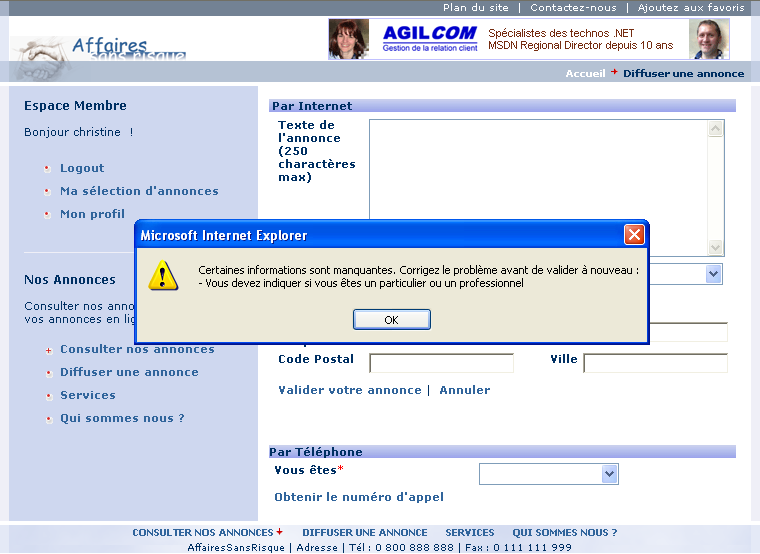 Plan du site | Contactez-nous | Ajoutez aux favoris
Affaires
sans risque
AGILCOM
Gestion de la relation client
Spécialistes des technos .NET
MSDN Regional Director depuis 10 ans
Accueil Diffuser une annonce
Espace Membre
Bonjour christine !
Logout
Ma sélection d'annonces
Mon profil
Nos Annonces
Consulter nos
vos annonces en
Consulter nos annonces
Diffuser une annonce
Services
Qui sommes nous ?
Par Internet
Texte de
l'annonce
(250
charactères
max)
Microsoft Internet Explorer
Certaines informations sont manquantes. Corrigez le problème avant de valider à nouveau :
- Vous devez indiquer si vous êtes un particulier ou un professionnel
OK
Code Postal
Ville
Valider votre annonce | Annuler
Par Téléphone
Vous êtes*
Obtenir le numéro d'appel
CONSULTER NOS ANNONCES DIFFUSER UNE ANNONCE SERVICES QUI SOMMES NOUS ?
AffairesSansRisque | Adresse | Tél : 0 800 888 888 | Fax : 0 111 111 999